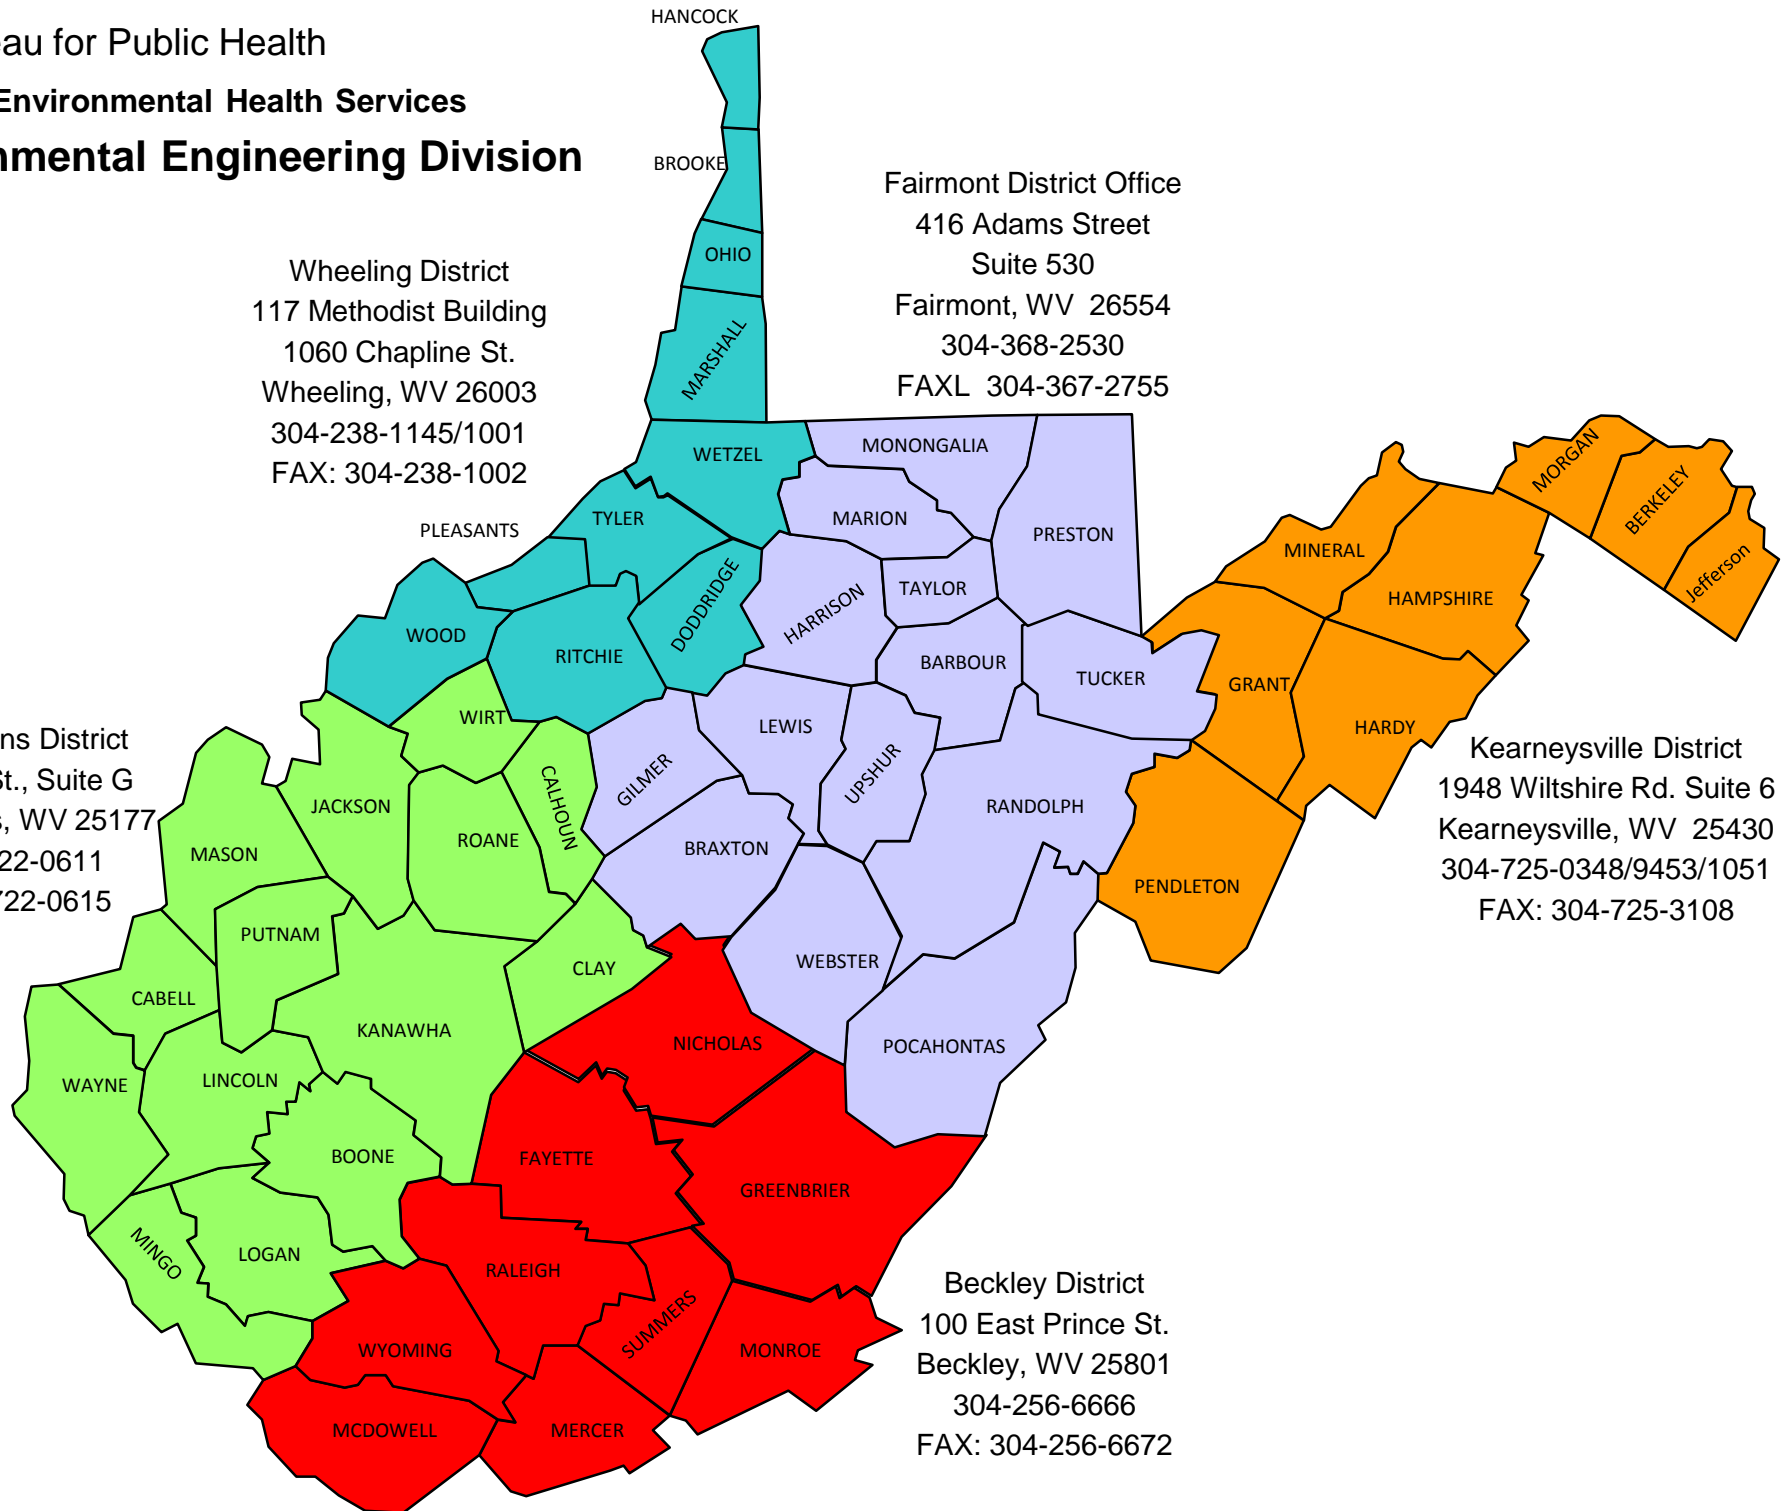 HANCOCK
eau for Public Health
Environmental Health Services
nmental Engineering Division
BROOKE
OHIO
MARSHALL
Wheeling District
117 Methodist Building
1060 Chapline St.
Wheeling, WV 26003
304-238-1145/1001
FAX: 304-238-1002
Fairmont District Office
416 Adams Street
Suite 530
Fairmont, WV 26554
304-368-2530
FAXL 304-367-2755
WETZEL
MONONGALIA
MORGAN
BERKELEY
Jefferson
TYLER
PLEASANTS
MARION
PRESTON
MINERAL
HAMPSHIRE
TAYLOR
HARRISON
DODDRIDGE
WOOD
RITCHIE
BARBOUR
TUCKER
GRANT
HARDY
WIRT
LEWIS
UPSHUR
GILMER
CALHOUN
ns District
St., Suite G
s, WV 25177
22-0611
722-0615
JACKSON
ROANE
MASON
BRAXTON
RANDOLPH
PENDLETON
Kearneysville District
1948 Wiltshire Rd. Suite 6
Kearneysville, WV 25430
304-725-0348/9453/1051
FAX: 304-725-3108
PUTNAM
CLAY
WEBSTER
CABELL
KANAWHA
NICHOLAS
POCAHONTAS
WAYNE
LINCOLN
BOONE
FAYETTE
GREENBRIER
MINGO
LOGAN
RALEIGH
SUMMERS
WYOMING
MONROE
MCDOWELL
MERCER
Beckley District
100 East Prince St.
Beckley, WV 25801
304-256-6666
FAX: 304-256-6672